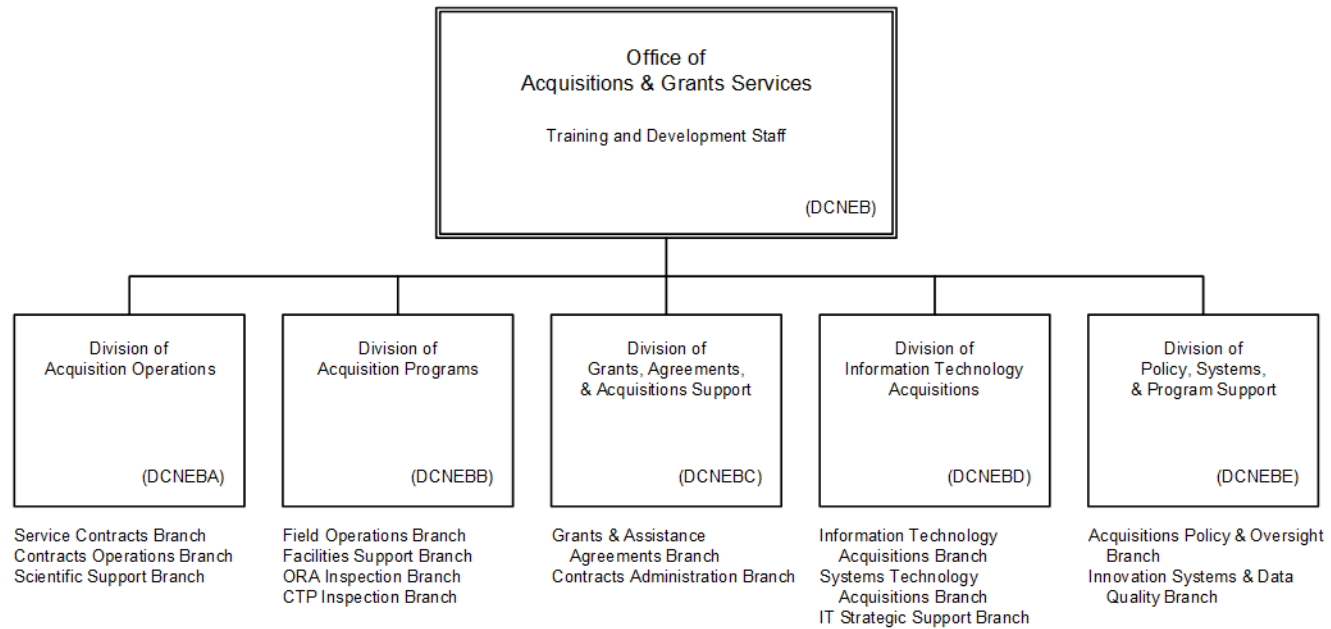 Office of
Acquisitions & Grants Services
Training and Development Staff
(DCNEB)
Division of
Acquisition Operations
(DCNEBA)
Service Contracts Branch
Contracts Operations Branch
Scientific Support Branch
Division of
Acquisition Programs
(DCNEBB)
Field Operations Branch
Facilities Support Branch
ORA Inspection Branch
CTP Inspection Branch
Division of
Grants, Agreements,
& Acquisitions Support
(DCNEBC)
Grants & Assistance
Agreements Branch
Contracts Administration Branch
Division of
Information Technology
Acquisitions
(DCNEBD)
Information Technology
Acquisitions Branch
Systems Technology
Acquisitions Branch
IT Strategic Support Branch
Division of
Policy, Systems,
& Program Support
(DCNEBE)
Acquisitions Policy & Oversight
Branch
Innovation Systems & Data
Quality Branch